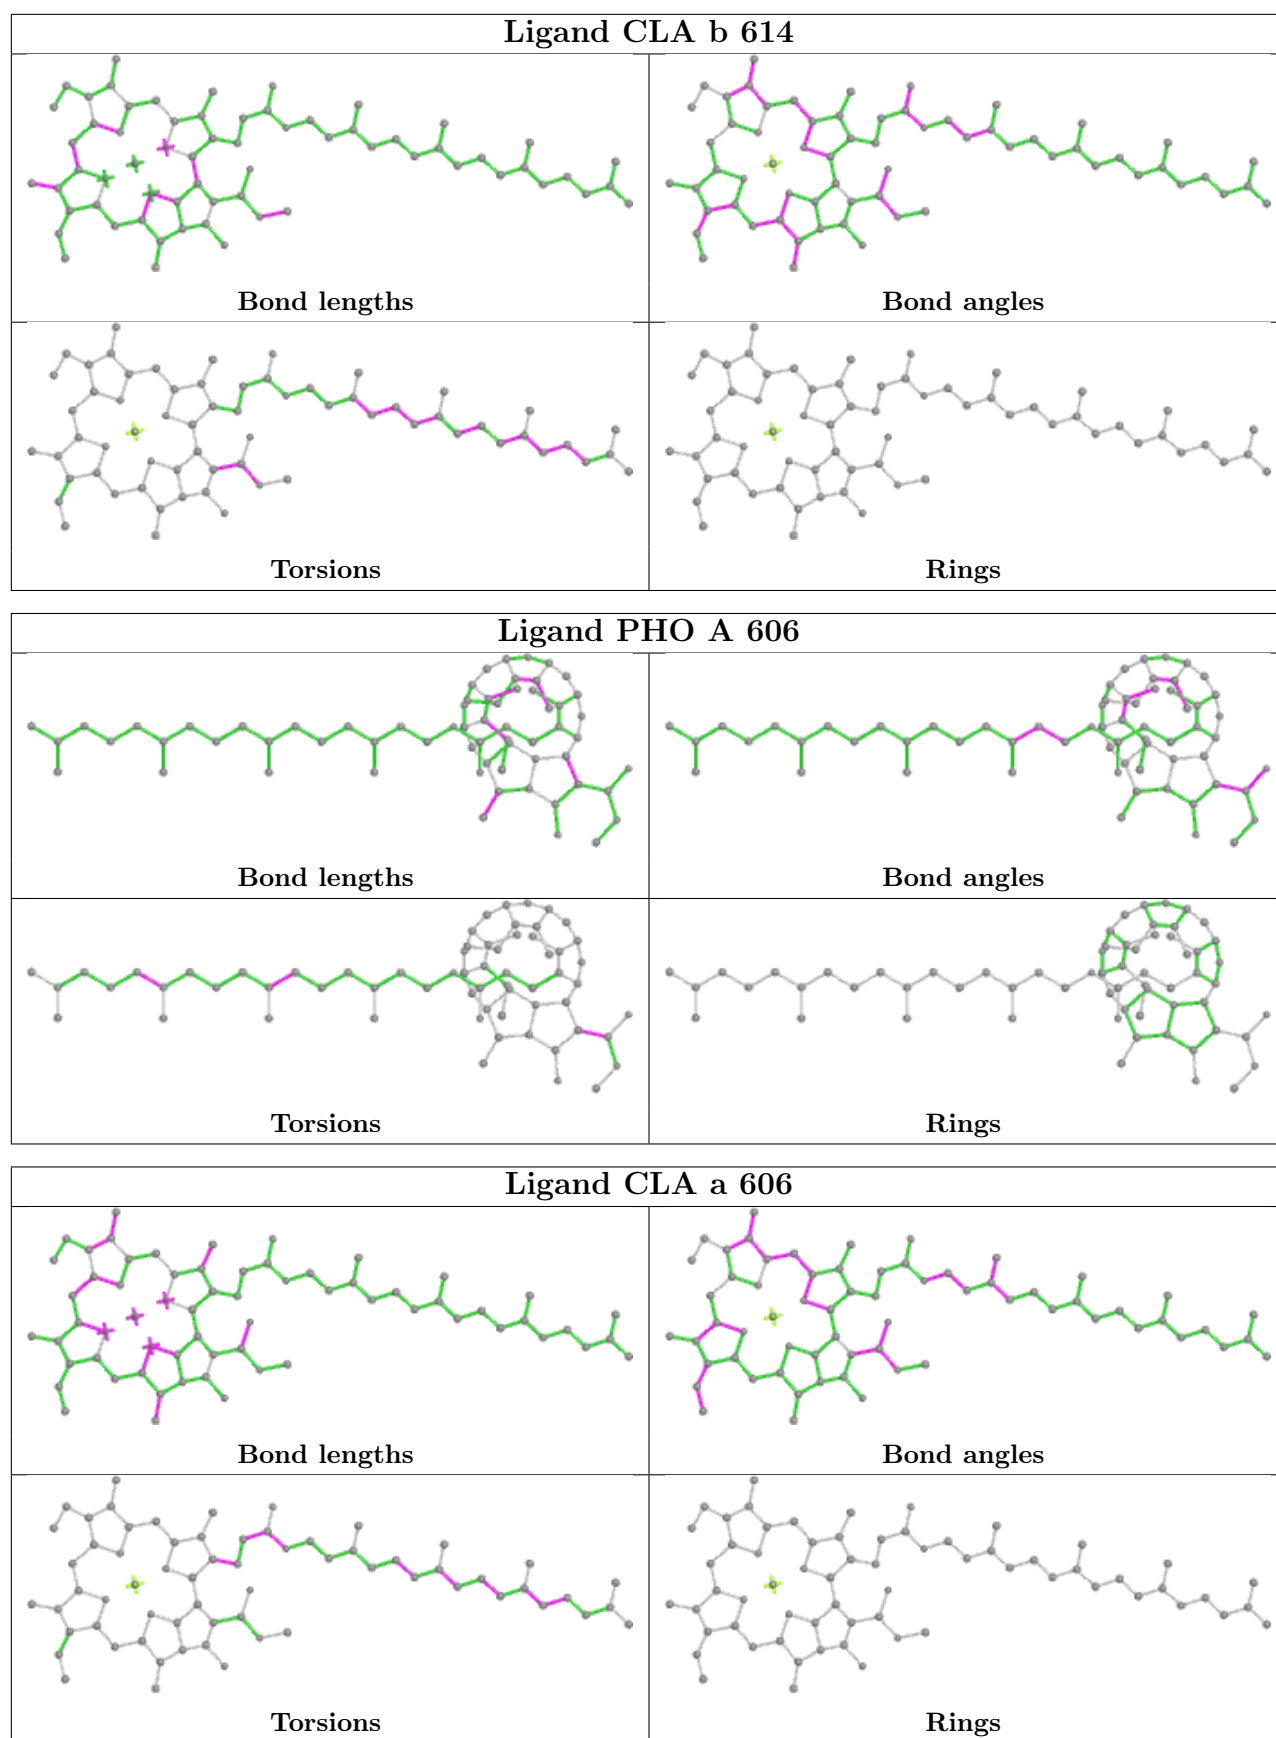 Ligand CLA b 614
Bond lengths
Bond angles
Torsions
Rings
Ligand PHO A 606
Bond lengths
Bond angles
Torsions
Rings
Ligand CLA a 606
Bond lengths
Bond angles
Torsions
Rings